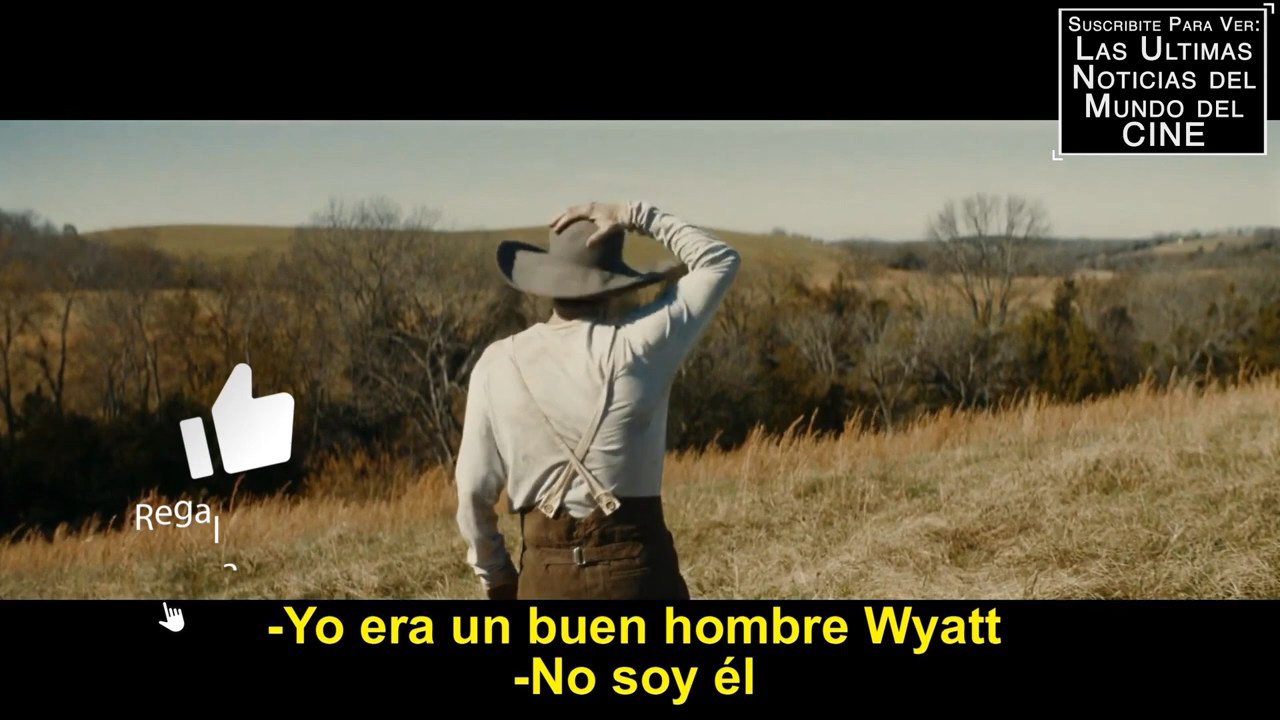 Suscribite Para Ver:
Las Ultimas
Noticias del
Mundo del
CINE
Regal
-Yo era un buen hombre Wyatt
-No soy él